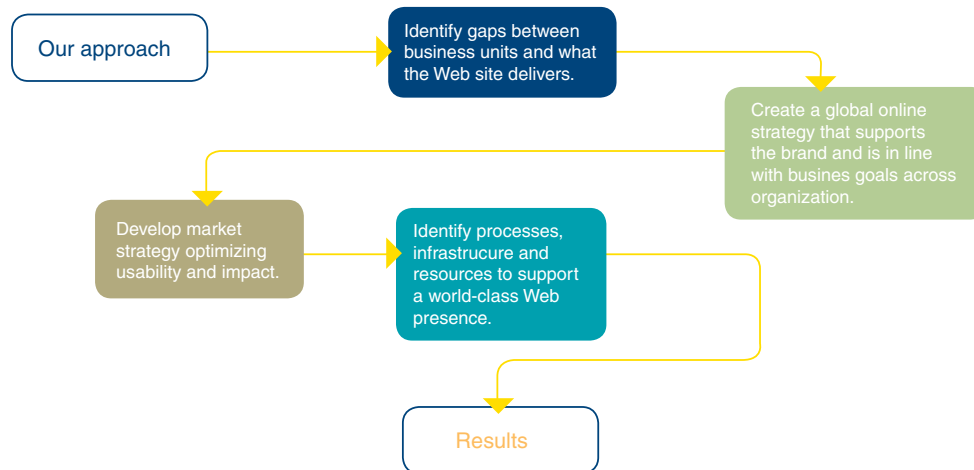 Our approach
Identify gaps between
business units and what
the Web site delivers.
Create a global online
strategy that supports
the brand and is in line
with busines goals across
organization.
Develop market
strategy optimizing
usability and impact.
Identify processes,
infrastrucure and
resources to support
a world-class Web
presence.
Results